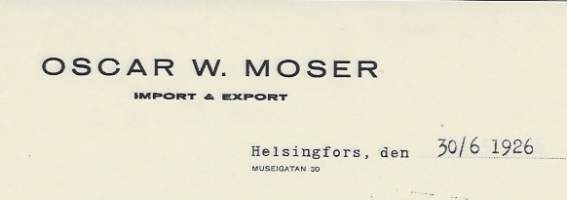 OSCAR W. MOSER
IMPORT & EXPORT
Helsingfors, den 30/6 1926
MUSEIGATAN 30